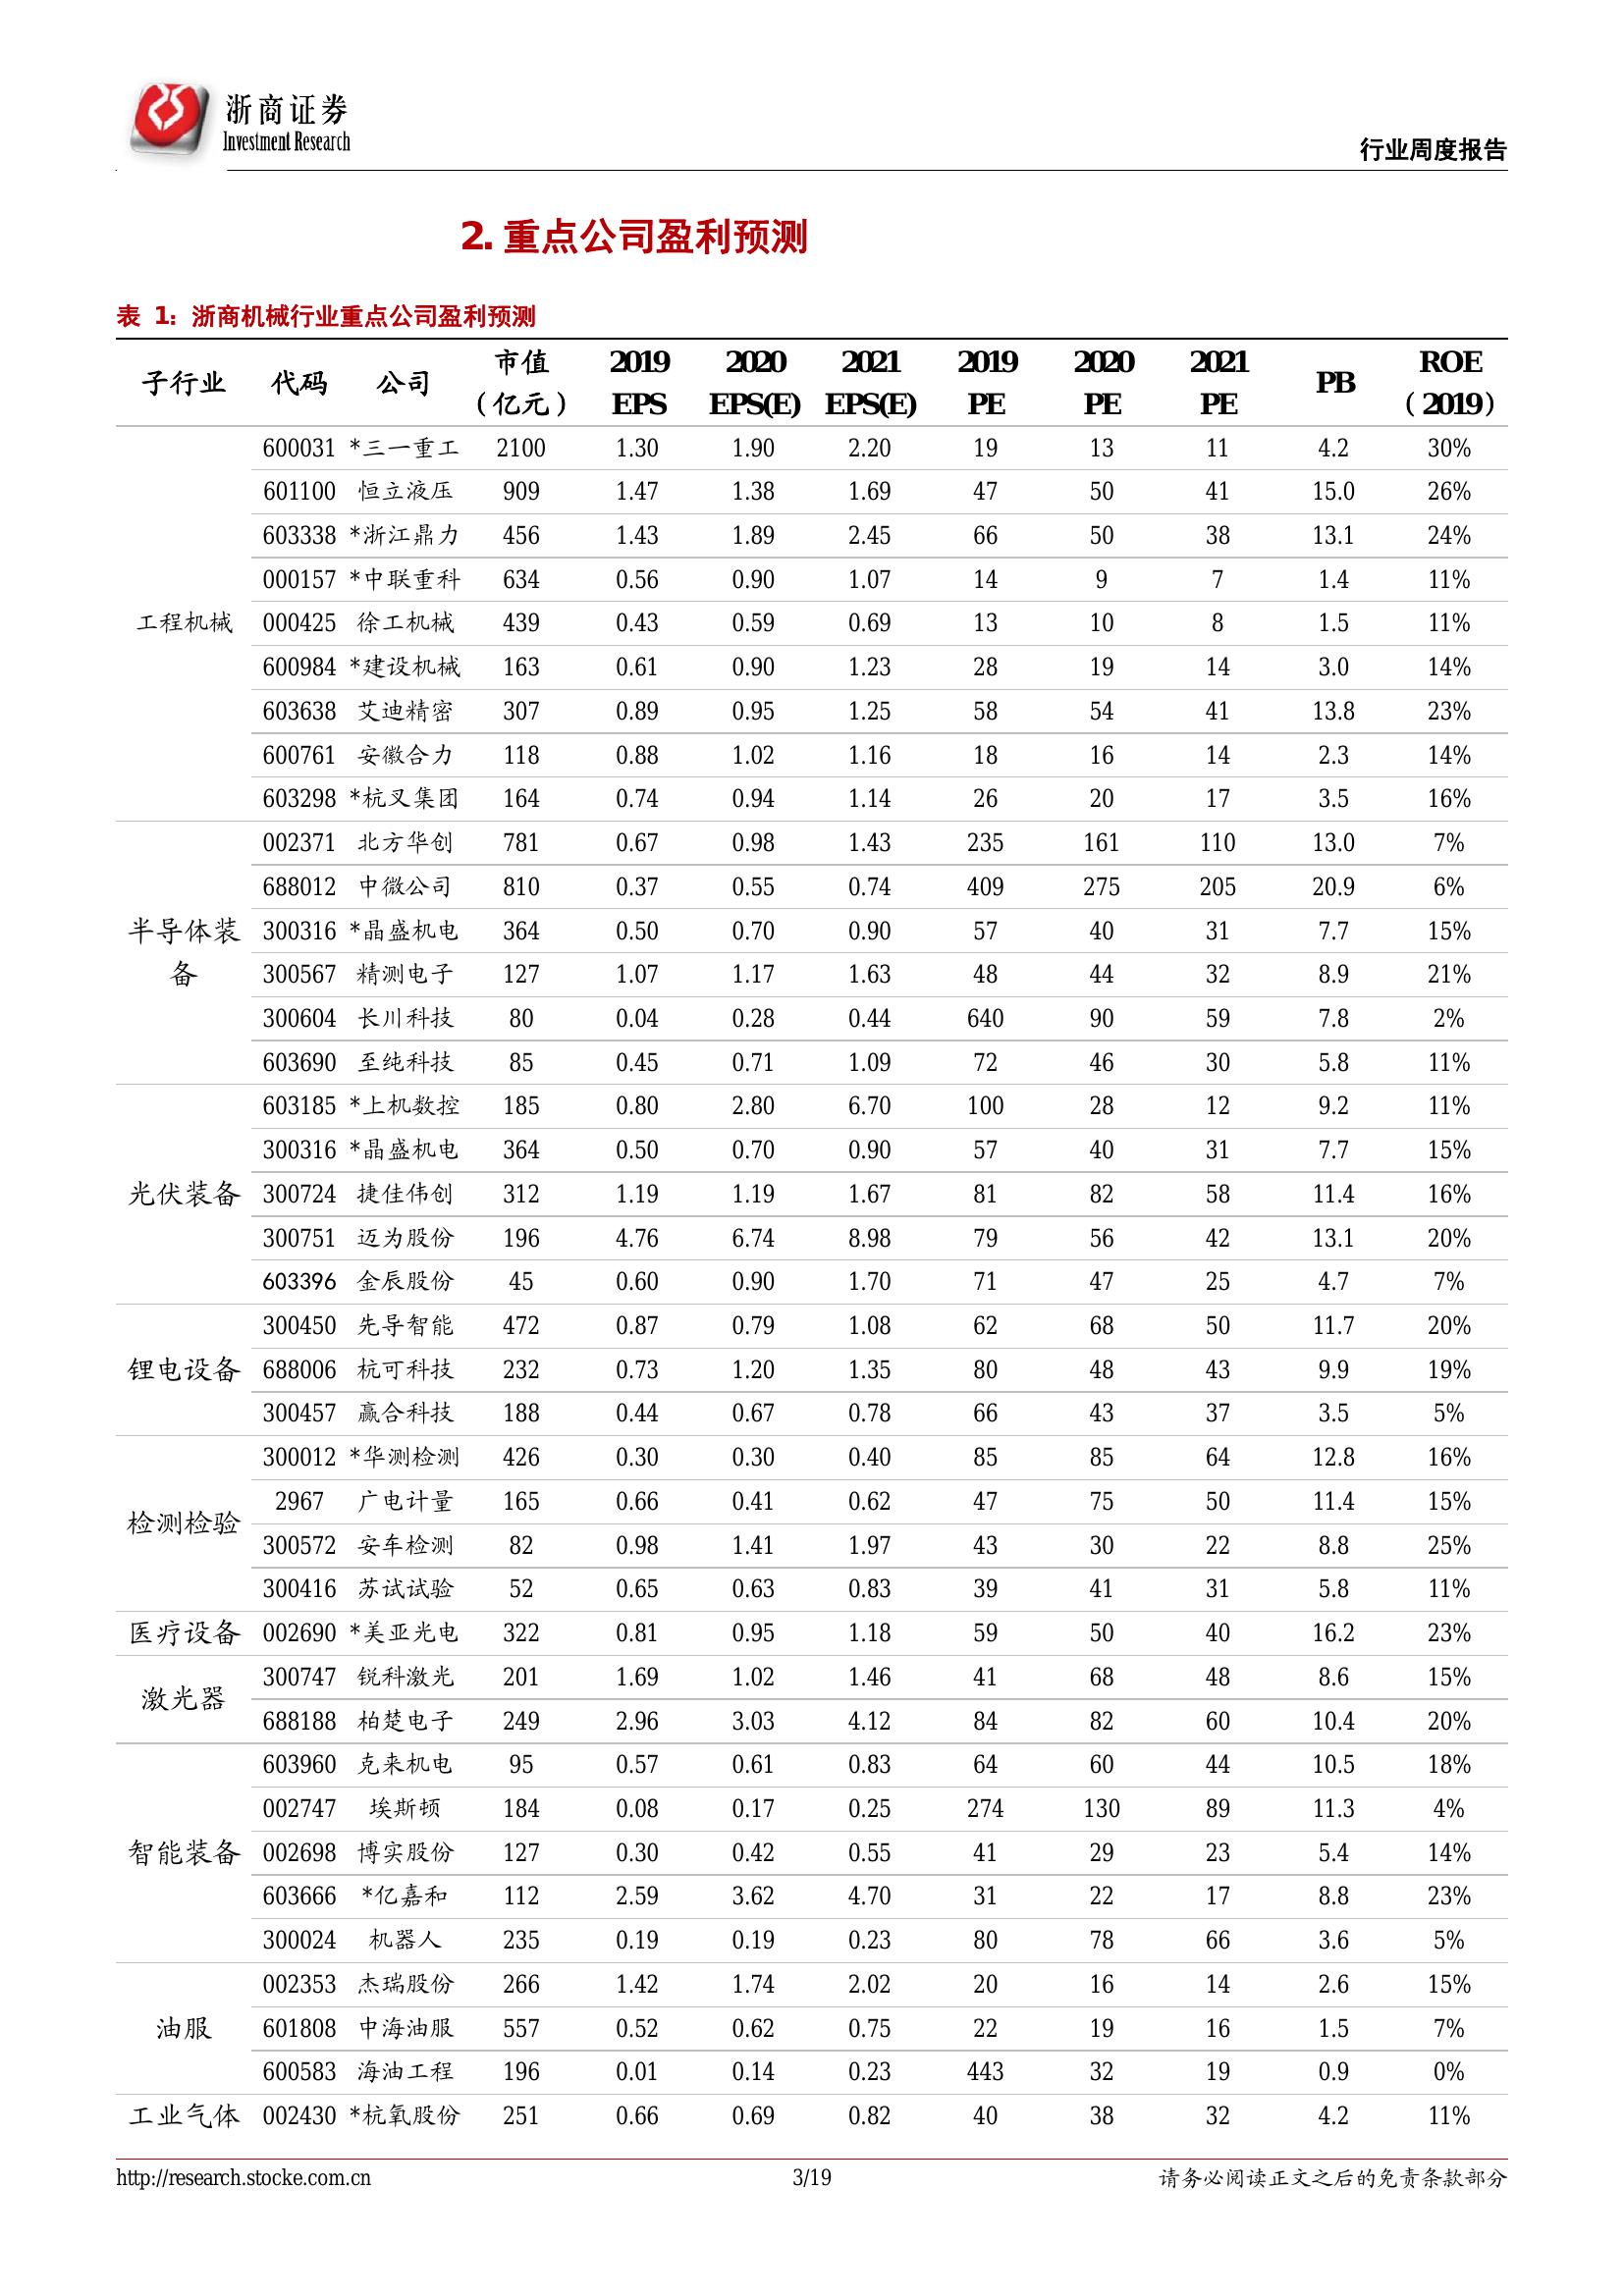 浙商证券
Investment Research
行业周度报告
2. 重点公司盈利预测
表 1: 浙商机械行业重点公司盈利预测
子行业 代码 公司 市值（亿元） 2019 EPS 2020 EPS(E) 2021 EPS(E) 2019 PE 2020 PE 2021 PE PB ROE（2019）
工程机械 600031 *三一重工 2100 1.30 1.90 2.20 19 13 11 4.2 30%
601100 恒立液压 909 1.47 1.38 1.69 47 50 41 15.0 26%
603338 *浙江鼎力 456 1.43 1.89 2.45 66 50 38 13.1 24%
000157 *中联重科 634 0.56 0.90 1.07 14 9 7 1.4 11%
000425 徐工机械 439 0.43 0.59 0.69 13 10 8 1.5 11%
600984 *建设机械 163 0.61 0.90 1.23 28 19 14 3.0 14%
603638 艾迪精密 307 0.89 0.95 1.25 58 54 41 13.8 23%
600761 安徽合力 118 0.88 1.02 1.16 18 16 14 2.3 14%
603298 *杭叉集团 164 0.74 0.94 1.14 26 20 17 3.5 16%
半导体装备 002371 北方华创 781 0.67 0.98 1.43 235 161 110 13.0 7%
688012 中微公司 810 0.37 0.55 0.74 409 275 205 20.9 6%
300316 *晶盛机电 364 0.50 0.70 0.90 57 40 31 7.7 15%
300567 精测电子 127 1.07 1.17 1.63 48 44 32 8.9 21%
300604 长川科技 80 0.04 0.28 0.44 640 90 59 7.8 2%
603690 至纯科技 85 0.45 0.71 1.09 72 46 30 5.8 11%
光伏装备 603185 *上机数控 185 0.80 2.80 6.70 100 28 12 9.2 11%
300316 *晶盛机电 364 0.50 0.70 0.90 57 40 31 7.7 15%
300724 捷佳伟创 312 1.19 1.19 1.67 81 82 58 11.4 16%
300751 迈为股份 196 4.76 6.74 8.98 79 56 42 13.1 20%
603396 金辰股份 45 0.60 0.90 1.70 71 47 25 4.7 7%
锂电设备 300450 先导智能 472 0.87 0.79 1.08 62 68 50 11.7 20%
688006 杭可科技 232 0.73 1.20 1.35 80 48 43 9.9 19%
300457 赢合科技 188 0.44 0.67 0.78 66 43 37 3.5 5%
检测检验 300012 *华测检测 426 0.30 0.30 0.40 85 85 64 12.8 16%
2967 广电计量 165 0.66 0.41 0.62 47 75 50 11.4 15%
300572 安车检测 82 0.98 1.41 1.97 43 30 22 8.8 25%
300416 苏试试验 52 0.65 0.63 0.83 39 41 31 5.8 11%
医疗设备 002690 *美亚光电 322 0.81 0.95 1.18 59 50 40 16.2 23%
激光器 300747 锐科激光 201 1.69 1.02 1.46 41 68 48 8.6 15%
688188 柏楚电子 249 2.96 3.03 4.12 84 82 60 10.4 20%
智能装备 603960 克来机电 95 0.57 0.61 0.83 64 60 44 10.5 18%
002747 埃斯顿 184 0.08 0.17 0.25 274 130 89 11.3 4%
002698 博实股份 127 0.30 0.42 0.55 41 29 23 5.4 14%
603666 *亿嘉和 112 2.59 3.62 4.70 31 22 17 8.8 23%
300024 机器人 235 0.19 0.19 0.23 80 78 66 3.6 5%
油服 002353 杰瑞股份 266 1.42 1.74 2.02 20 16 14 2.6 15%
601808 中海油服 557 0.52 0.62 0.75 22 19 16 1.5 7%
600583 海油工程 196 0.01 0.14 0.23 443 32 19 0.9 0%
工业气体 002430 *杭氧股份 251 0.66 0.69 0.82 40 38 32 4.2 11%
http://research.stocke.com.cn 3/19 请务必阅读正文之后的免责条款部分